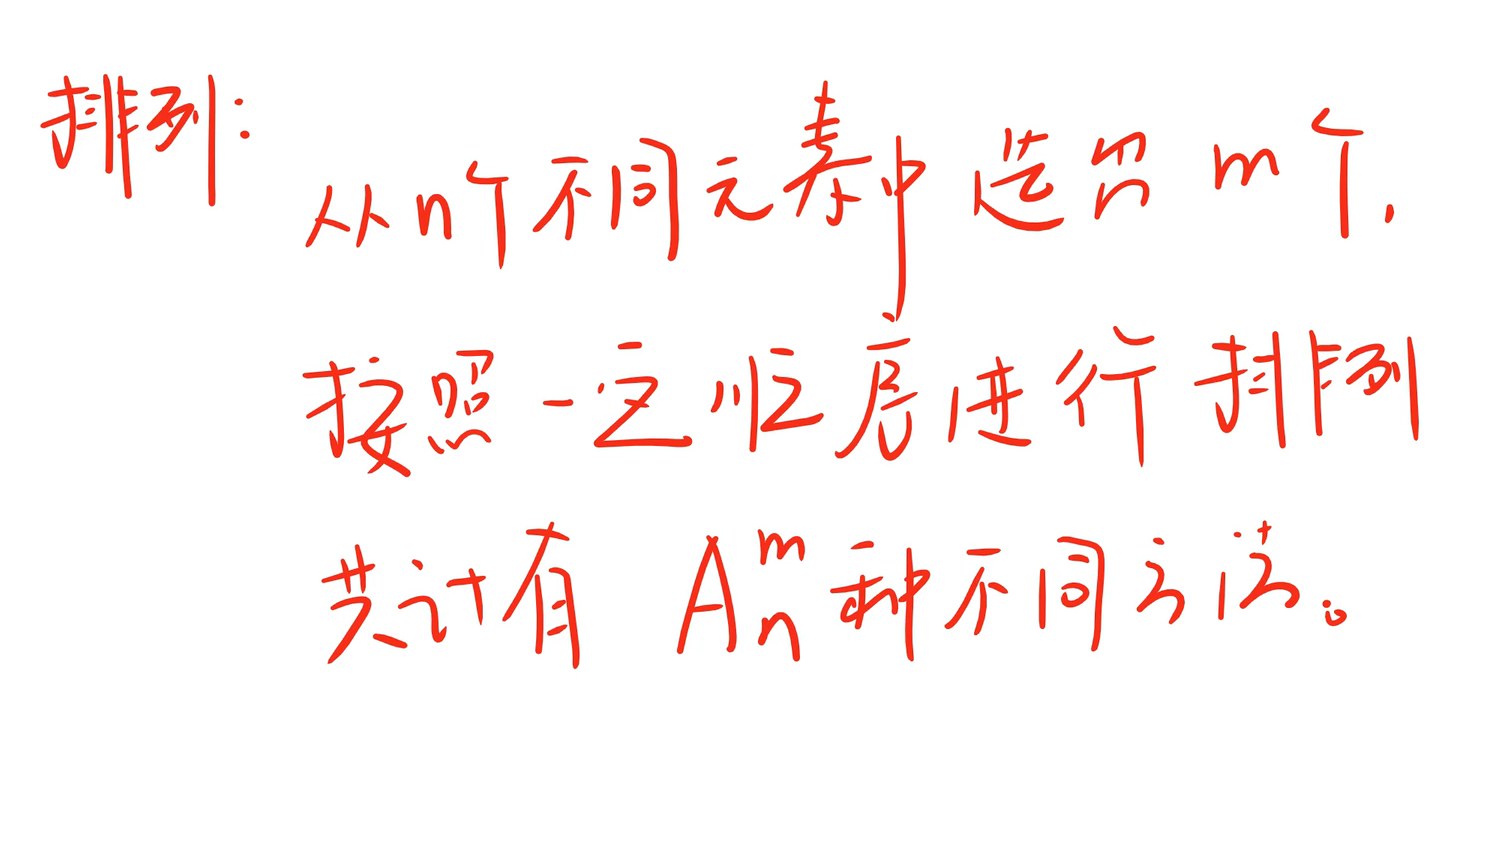 排列:
从n个不同元素中选出m个,
按照一定顺序进行排列
共计有 $A_n^m$ 种不同方法。